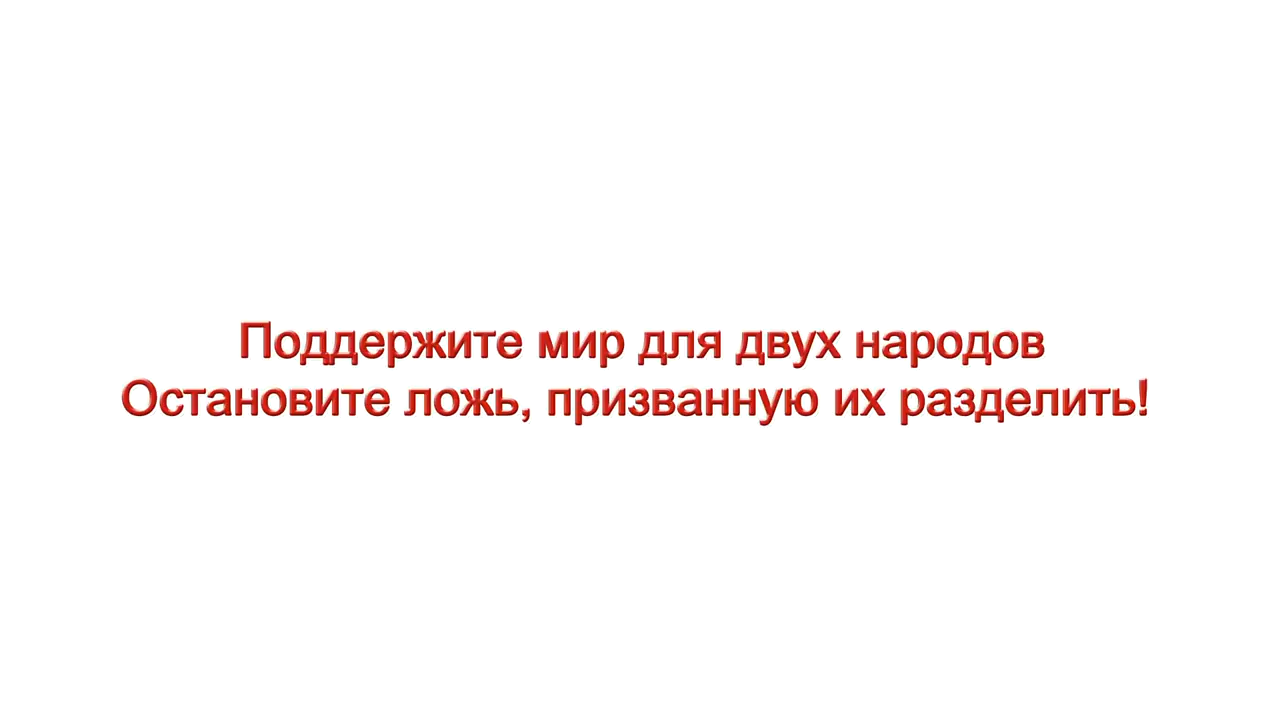 Поддержите мир для двух народов
Остановите ложь, призванную их разделить!